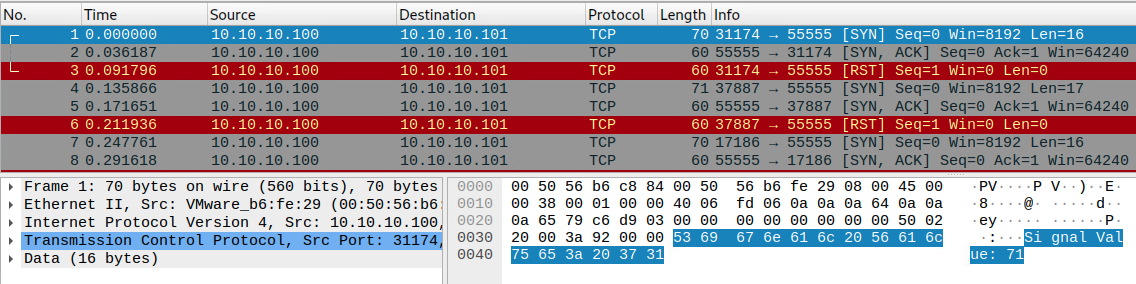 No. Time Source Destination Protocol Length Info
1 0.000000 10.10.10.100 10.10.10.101 TCP 70 31174 → 55555 [SYN] Seq=0 Win=8192 Len=16
2 0.036187 10.10.10.100 10.10.10.101 TCP 60 55555 → 31174 [SYN, ACK] Seq=0 Ack=1 Win=64240
3 0.091796 10.10.10.100 10.10.10.101 TCP 60 31174 → 55555 [RST] Seq=1 Win=0 Len=0
4 0.135866 10.10.10.100 10.10.10.101 TCP 71 37887 → 55555 [SYN] Seq=0 Win=8192 Len=17
5 0.171651 10.10.10.100 10.10.10.101 TCP 60 55555 → 37887 [SYN, ACK] Seq=0 Ack=1 Win=64240
6 0.211936 10.10.10.100 10.10.10.101 TCP 60 37887 → 55555 [RST] Seq=1 Win=0 Len=0
7 0.247761 10.10.10.100 10.10.10.101 TCP 70 17186 → 55555 [SYN] Seq=0 Win=8192 Len=16
8 0.291618 10.10.10.100 10.10.10.101 TCP 60 55555 → 17186 [SYN, ACK] Seq=0 Ack=1 Win=64240
Frame 1: 70 bytes on wire (560 bits), 70 bytes
Ethernet II, Src: VMware_b6:fe:29 (00:50:56:b6:
Internet Protocol Version 4, Src: 10.10.10.100,
Transmission Control Protocol, Src Port: 31174,
Data (16 bytes)
0000 00 50 56 b6 c8 84 00 50 56 b6 fe 29 08 00 45 00 ·PV····P V··)··E·
0010 00 38 00 01 00 00 40 06 fd 06 0a 0a 0a 64 0a 0a ·8····@· ·····d··
0020 0a 65 79 c6 d9 03 00 00 00 00 00 00 00 00 50 02 ·ey····· ······P·
0030 20 00 3a 92 00 00 53 69 67 6e 61 6c 20 56 61 6c  ·:···Si gnal Val
0040 75 65 3a 20 37 31 ue: 71